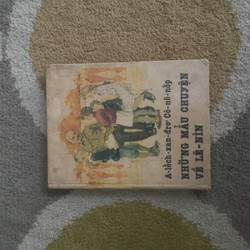 A-lếch-xan-đrơ Cô-nô-nốp
NHỮNG MẨU CHUYỆN
VỀ LÊ-NIN